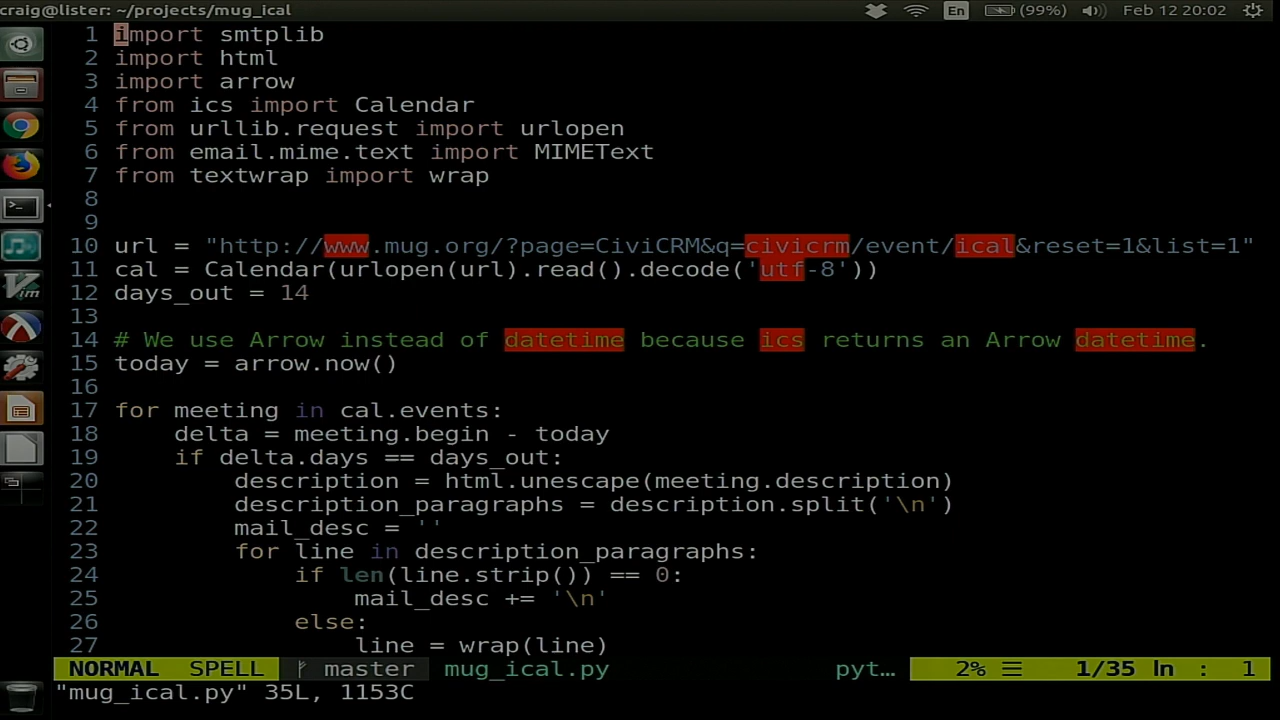 craig@lister: ~/projects/mug_ical En (99%) Feb 12 20:02
1 import smtplib
2 import html
3 import arrow
4 from ics import Calendar
5 from urllib.request import urlopen
6 from email.mime.text import MIMEText
7 from textwrap import wrap
8
9
10 url = "http://www.mug.org/?page=CiviCRM&q=civicrm/event/ical&reset=1&list=1"
11 cal = Calendar(urlopen(url).read().decode('utf-8'))
12 days_out = 14
13
14 # We use Arrow instead of datetime because ics returns an Arrow datetime.
15 today = arrow.now()
16
17 for meeting in cal.events:
18     delta = meeting.begin - today
19     if delta.days == days_out:
20         description = html.unescape(meeting.description)
21         description_paragraphs = description.split('\n')
22         mail_desc = ''
23         for line in description_paragraphs:
24             if len(line.strip()) == 0:
25                 mail_desc += '\n'
26             else:
27                 line = wrap(line)
NORMAL SPELL master mug_ical.py pyt… 2% ☰ 1/35 ln : 1
"mug_ical.py" 35L, 1153C